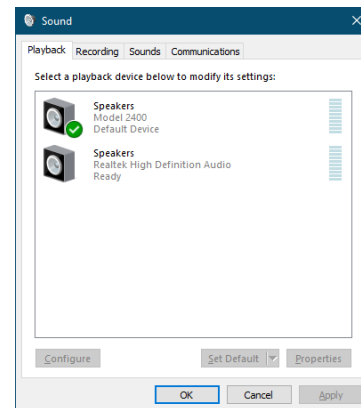 Sound
Playback Recording Sounds Communications
Select a playback device below to modify its settings:
Speakers
Model 2400
Default Device
Speakers
Realtek High Definition Audio
Ready
Configure Set Default Properties
OK Cancel Apply